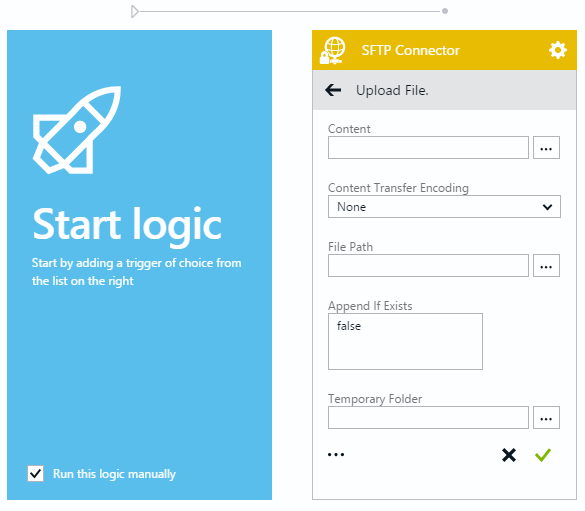 Start logic
Start by adding a trigger of choice from
the list on the right
Run this logic manually
SFTP Connector
Upload File.
Content
...
Content Transfer Encoding
None
File Path
...
Append If Exists
false
Temporary Folder
...
...